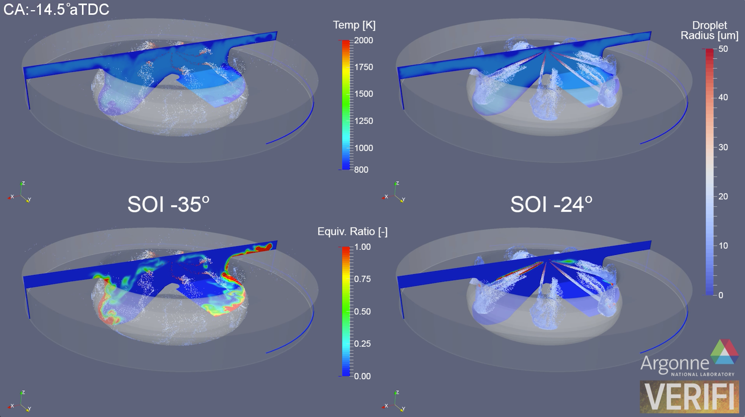 CA:-14.5°aTDC
Temp [K]
2000
1750
1500
1250
1000
800
Droplet
Radius [um]
50
40
30
20
10
0
SOI -35°
SOI -24°
Equiv. Ratio [-]
1.00
0.75
0.50
0.25
0.00
Argonne
NATIONAL LABORATORY
VERIFI